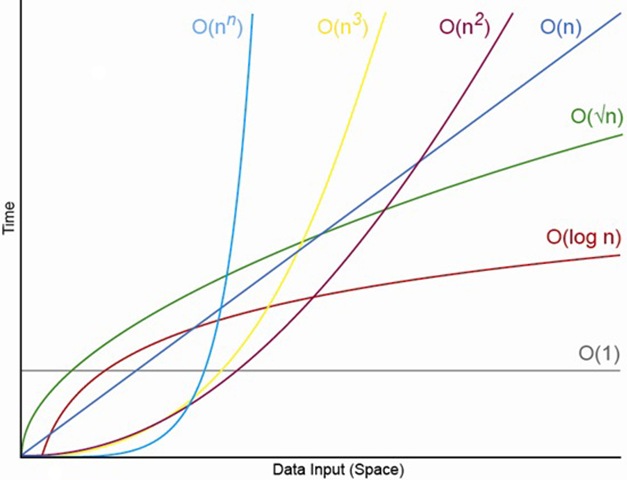 O(nⁿ)
O(n³)
O(n²)
O(n)
O(√n)
O(log n)
O(1)
Time
Data Input (Space)